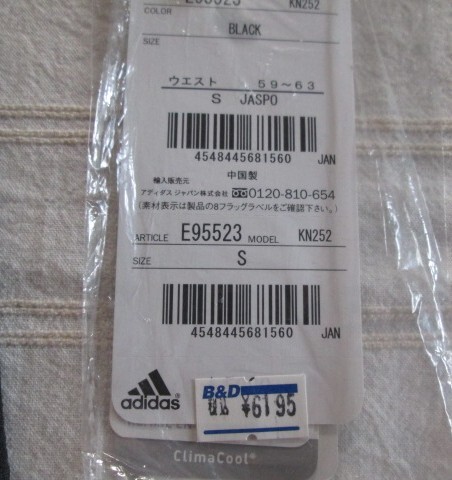 COLOR E95523 KN252
BLACK
SIZE
ウエスト 59～63
S JASPO
4548445681560 JAN
中国製
輸入販売元
アディダス ジャパン株式会社 0120-810-654
(素材表示は製品の8フラッグラベルをご確認下さい。)
ARTICLE E95523 MODEL KN252
SIZE S
4548445681560 JAN
adidas
B&D
¥6195
ClimaCool®